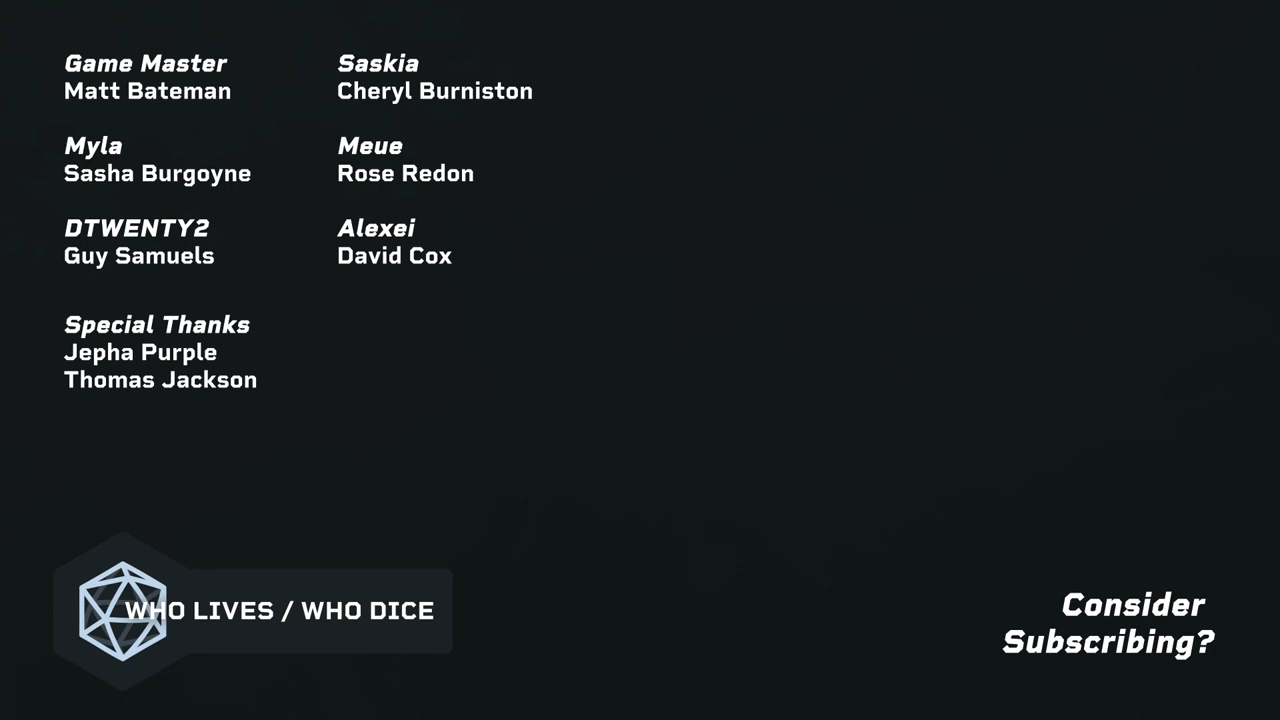 Game Master
Matt Bateman
Saskia
Cheryl Burniston
Myla
Sasha Burgoyne
Meue
Rose Redon
DTWENTY2
Guy Samuels
Alexei
David Cox
Special Thanks
Jepha Purple
Thomas Jackson
WHO LIVES / WHO DICE
Consider
Subscribing?